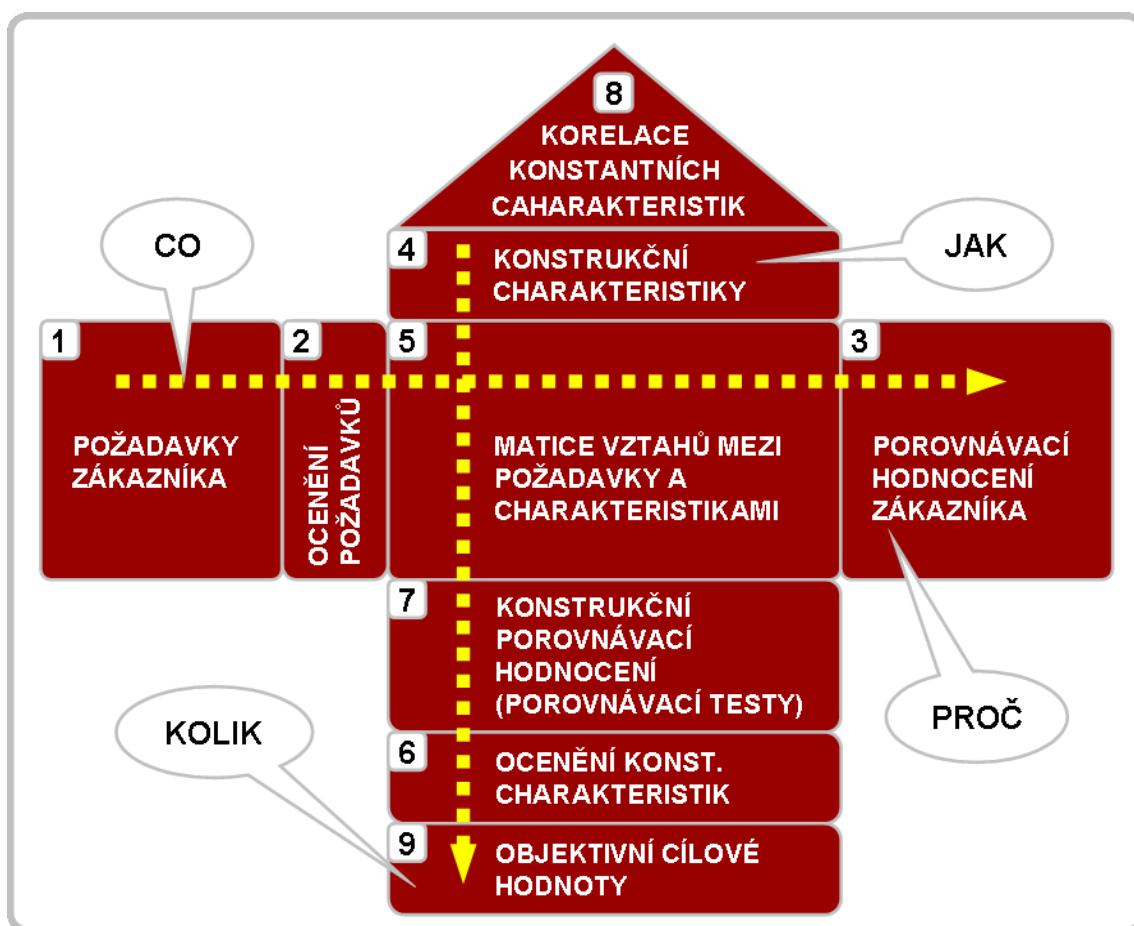 8
KORELACE
KONSTANTNÍCH
CAHARAKTERISTIK
CO
JAK
4
KONSTRUKČNÍ
CHARAKTERISTIKY
1
POŽADAVKY
ZÁKAZNÍKA
2
OCENĚNÍ
POŽADAVKŮ
5
MATICE VZTAHŮ MEZI
POŽADAVKY A
CHARAKTERISTIKAMI
3
POROVNÁVACÍ
HODNOCENÍ
ZÁKAZNÍKA
7
KONSTRUKČNÍ
POROVNÁVACÍ
HODNOCENÍ
(POROVNÁVACÍ TESTY)
PROČ
KOLIK
6
OCENĚNÍ KONST.
CHARAKTERISTIK
9
OBJEKTIVNÍ CÍLOVÉ
HODNOTY